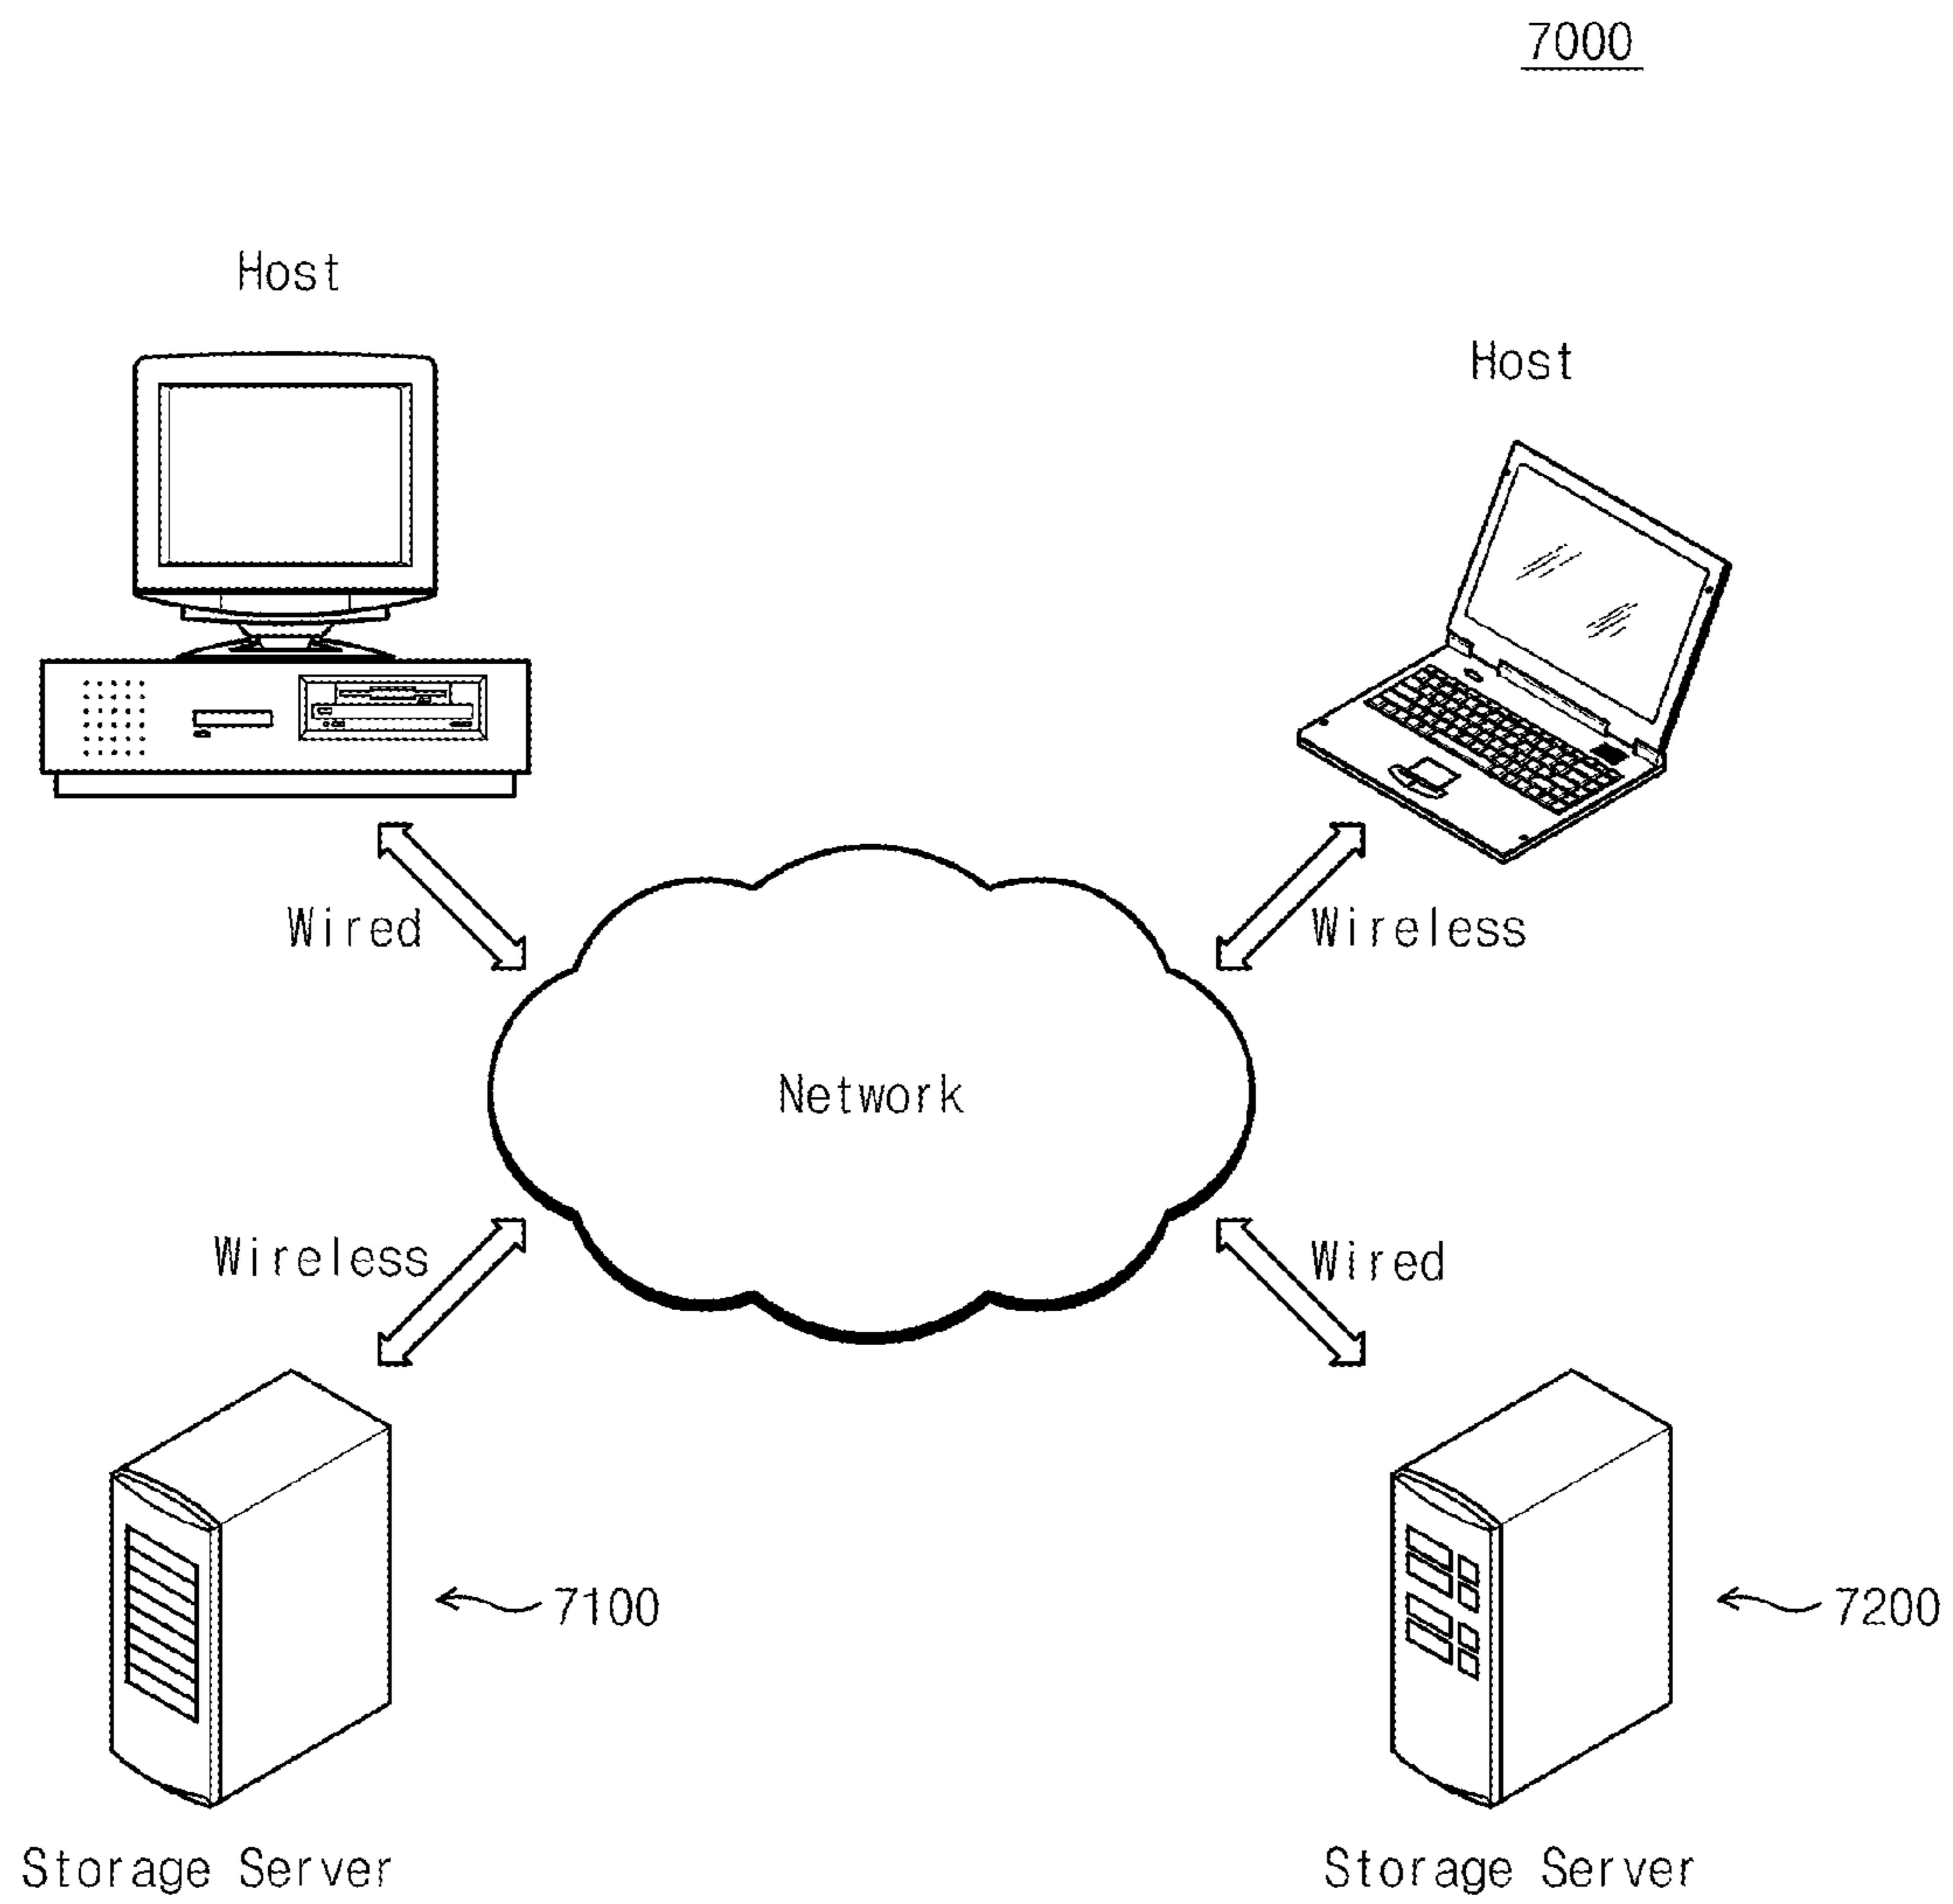 7000
Host
Host
Wired
Wireless
Network
Wireless
Wired
7100
7200
Storage Server
Storage Server